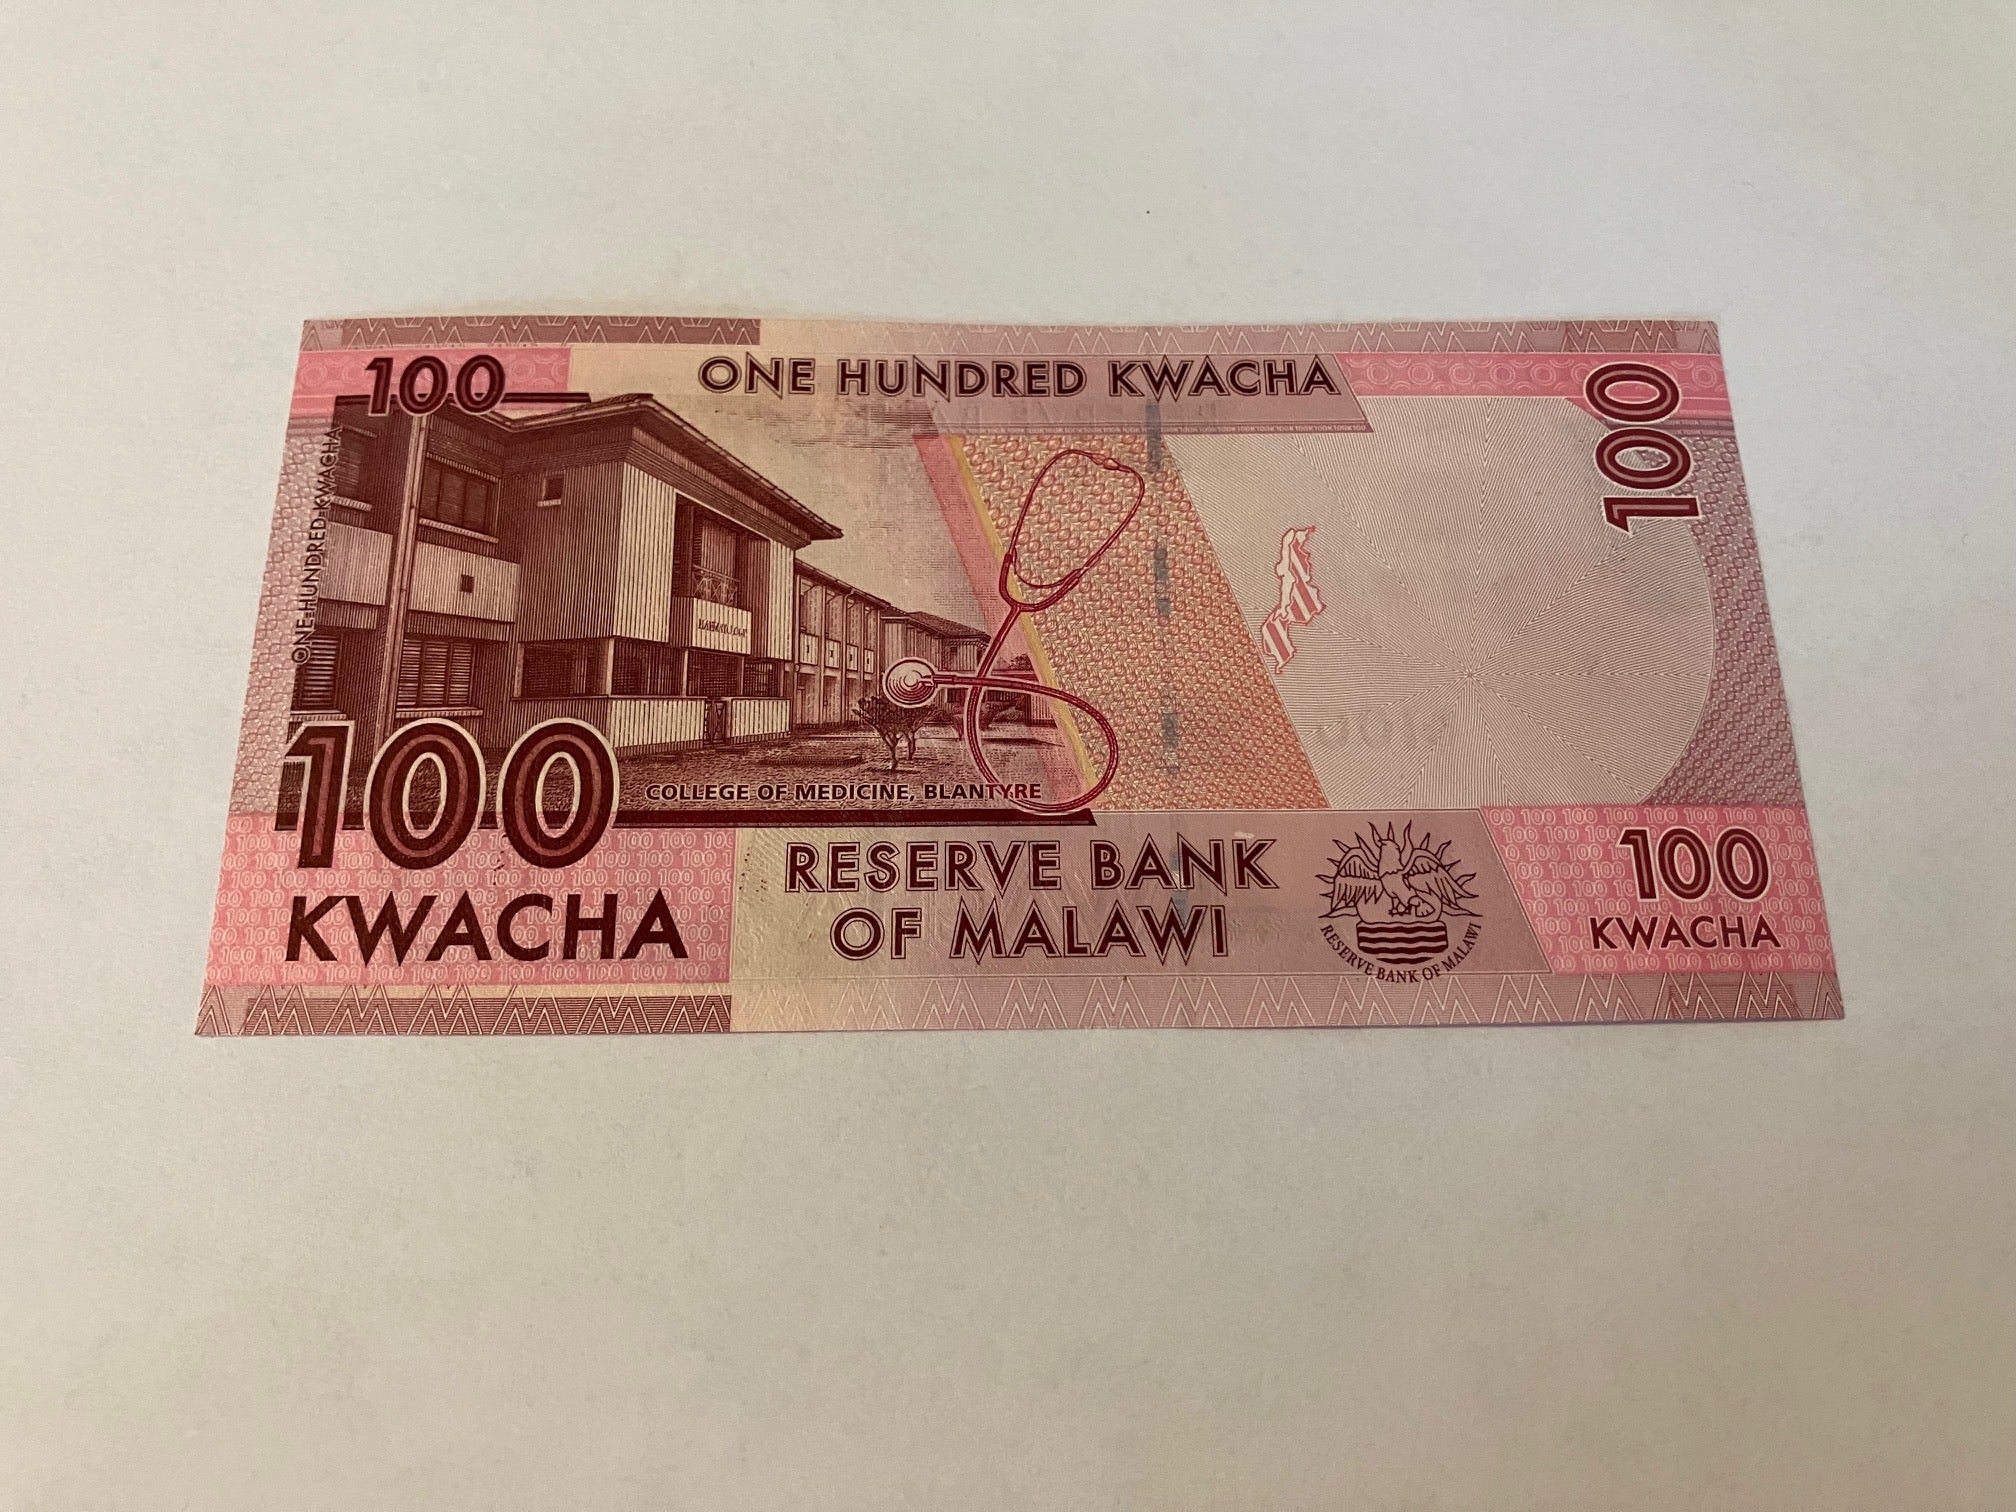 100
ONE HUNDRED KWACHA
100
ONE HUNDRED KWACHA
COLLEGE OF MEDICINE, BLANTYRE
100
KWACHA
RESERVE BANK
OF MALAWI
RESERVE BANK OF MALAWI
100
KWACHA